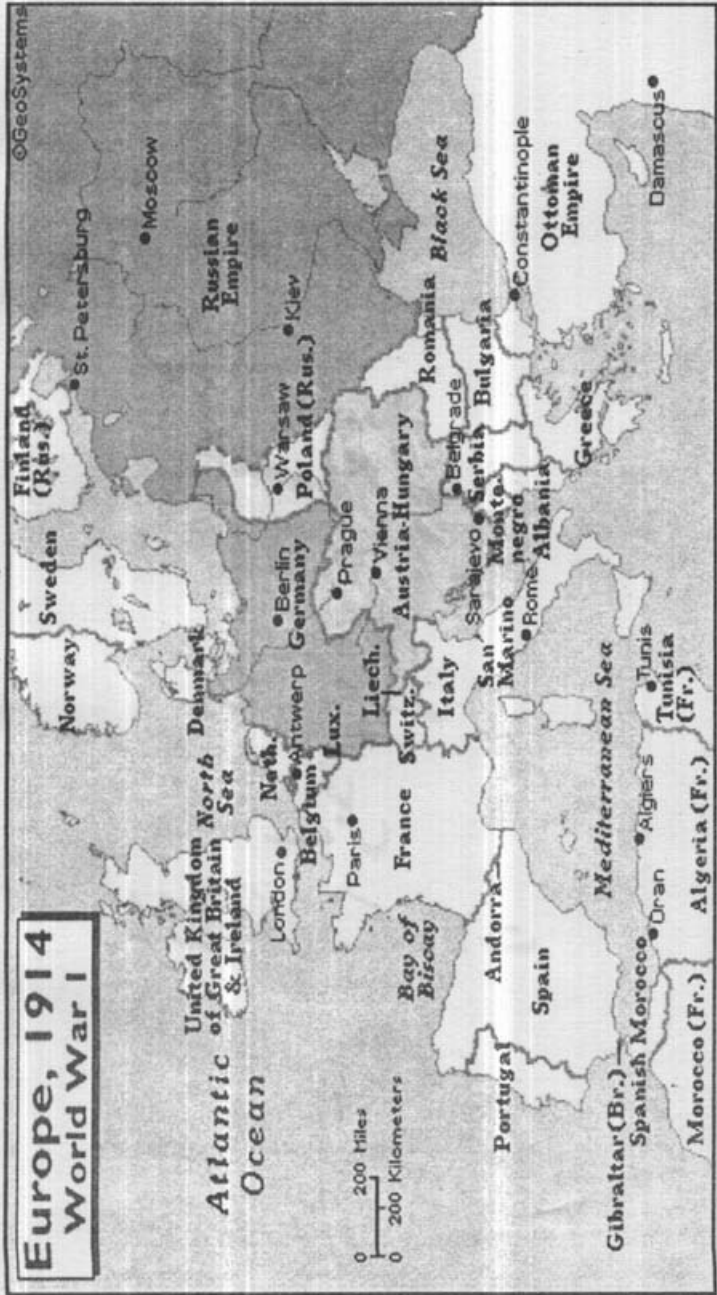 Europe, 1914
World War I
©GeoSystems
Atlantic
Ocean
United Kingdom
of Great Britain
& Ireland
North
Sea
Norway
Sweden
Finland
(Rus.)
St. Petersburg
Moscow
Russian
Empire
Denmark
London
Neth.
Antwerp
Belgium
Lux.
Berlin
Germany
Warsaw
Poland (Rus.)
Kiev
Paris
France
Liech.
Switz.
Prague
Vienna
Austria-Hungary
Romania
Black Sea
Bay of
Biscay
0 200 Miles
0 200 Kilometers
Italy
Belgrade
Bulgaria
Sarajevo
Serbia
Monte-
negro
Albania
San
Marino
Rome
Andorra
Spain
Portugal
Constantinople
Ottoman
Empire
Greece
Mediterranean Sea
Gibraltar (Br.)
Spanish Morocco
Morocco (Fr.)
Oran
Algiers
Algeria (Fr.)
Tunis
Tunisia
(Fr.)
Damascus